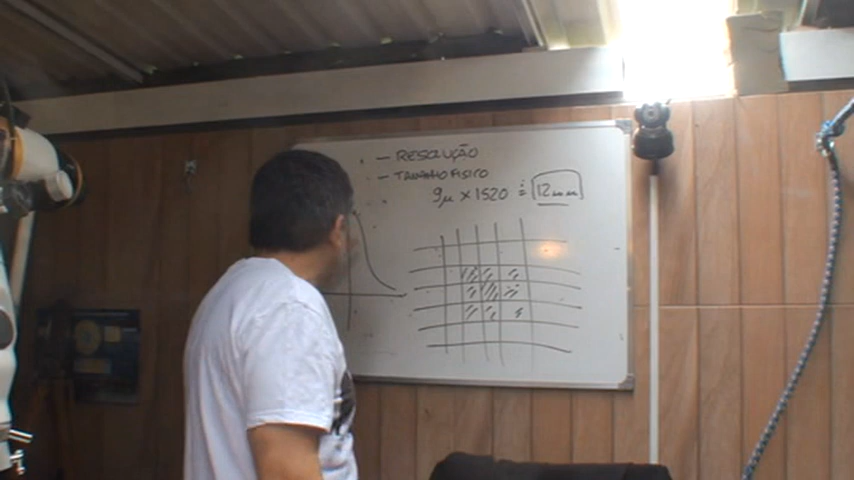 — RESOLUÇÃO
— TAMANHO FISICO
9µ x 1520 ≅ 12mm